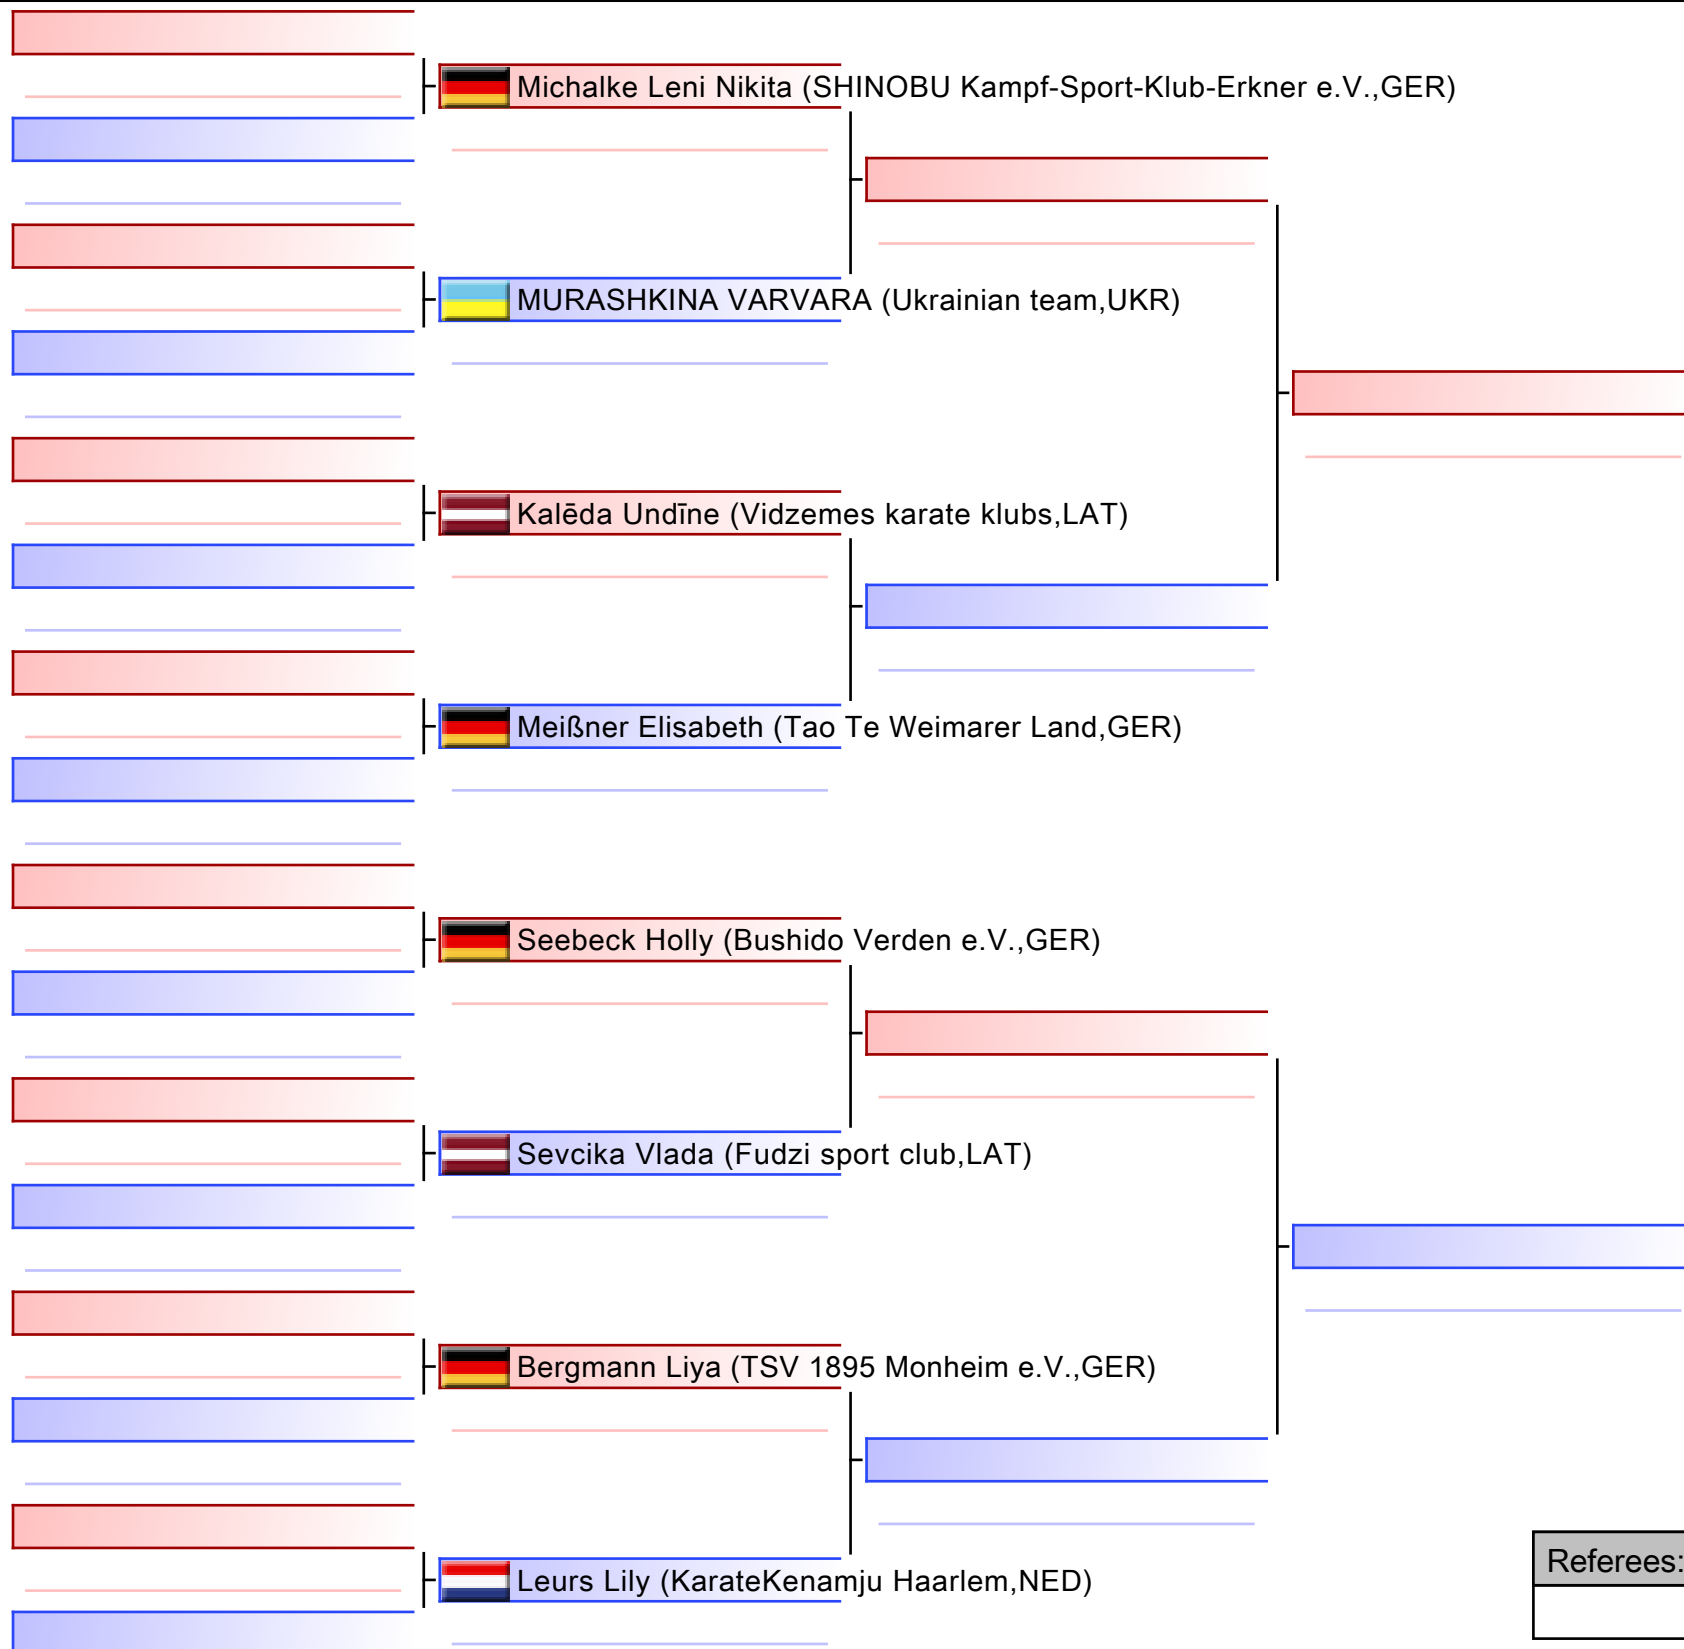 Michalke Leni Nikita (SHINOBU Kampf-Sport-Klub-Erkner e.V.,GER)
MURASHKINA VARVARA (Ukrainian team,UKR)
Kalēda Undīne (Vidzemes karate klubs,LAT)
Meißner Elisabeth (Tao Te Weimarer Land,GER)
Seebeck Holly (Bushido Verden e.V.,GER)
Sevcika Vlada (Fudzi sport club,LAT)
Bergmann Liya (TSV 1895 Monheim e.V.,GER)
Leurs Lily (KarateKenamju Haarlem,NED)
Referees: